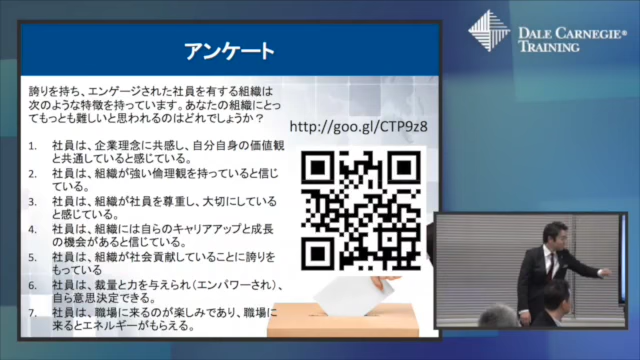 アンケート
DALE CARNEGIE®
TRAINING
誇りを持ち、エンゲージされた社員を有する組織は
次のような特徴を持っています。あなたの組織にとっ
てもっとも難しいと思われるのはどれでしょうか?
http://goo.gl/CTP9z8
1. 社員は、企業理念に共感し、自分自身の価値観
と共通していると感じている。
2. 社員は、組織が強い倫理観を持っていると信じ
ている。
3. 社員は、組織が社員を尊重し、大切にしている
と感じている。
4. 社員は、組織には自らのキャリアアップと成長
の機会があると信じている。
5. 社員は、組織が社会貢献していることに誇りを
もっている
6. 社員は、裁量と力を与えられ(エンパワーされ)、
自ら意思決定できる。
7. 社員は、職場に来るのが楽しみであり、職場に
来るとエネルギーがもらえる。